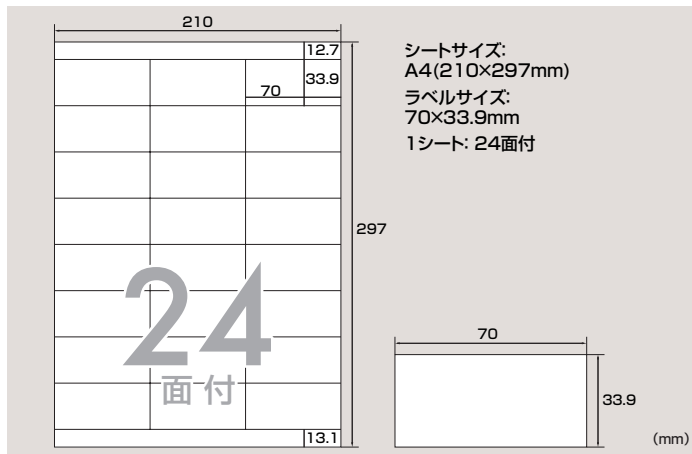 210
12.7
シートサイズ:
A4(210×297mm)
33.9
70
ラベルサイズ:
70×33.9mm
1シート: 24面付
297
24
面付
13.1
70
33.9
(mm)